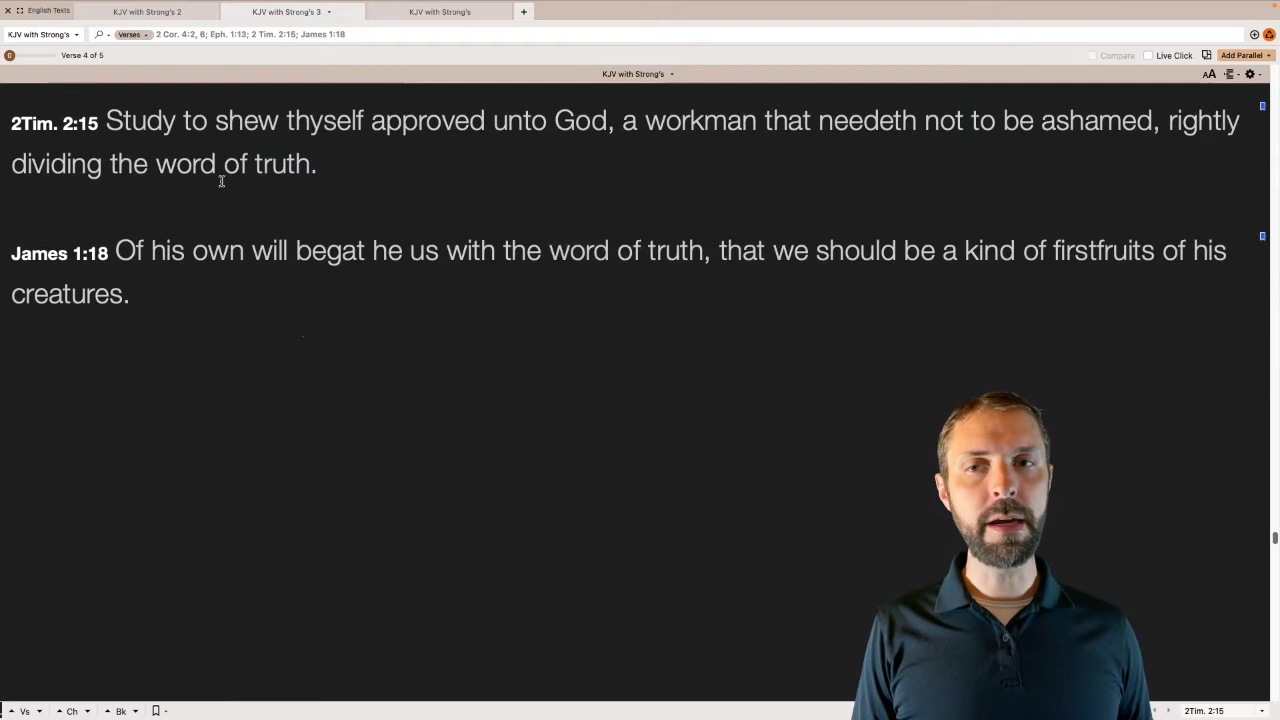 English Texts KJV with Strong's 2 KJV with Strong's 3 KJV with Strong's
KJV with Strong's Verses 2 Cor. 4:2, 6; Eph. 1:13; 2 Tim. 2:15; James 1:18
0 Verse 4 of 5 Compare Live Click Add Parallel
KJV with Strong's AA
2Tim. 2:15 Study to shew thyself approved unto God, a workman that needeth not to be ashamed, rightly
dividing the word of truth.
James 1:18 Of his own will begat he us with the word of truth, that we should be a kind of firstfruits of his
creatures.
Vs Ch Bk 2Tim. 2:15